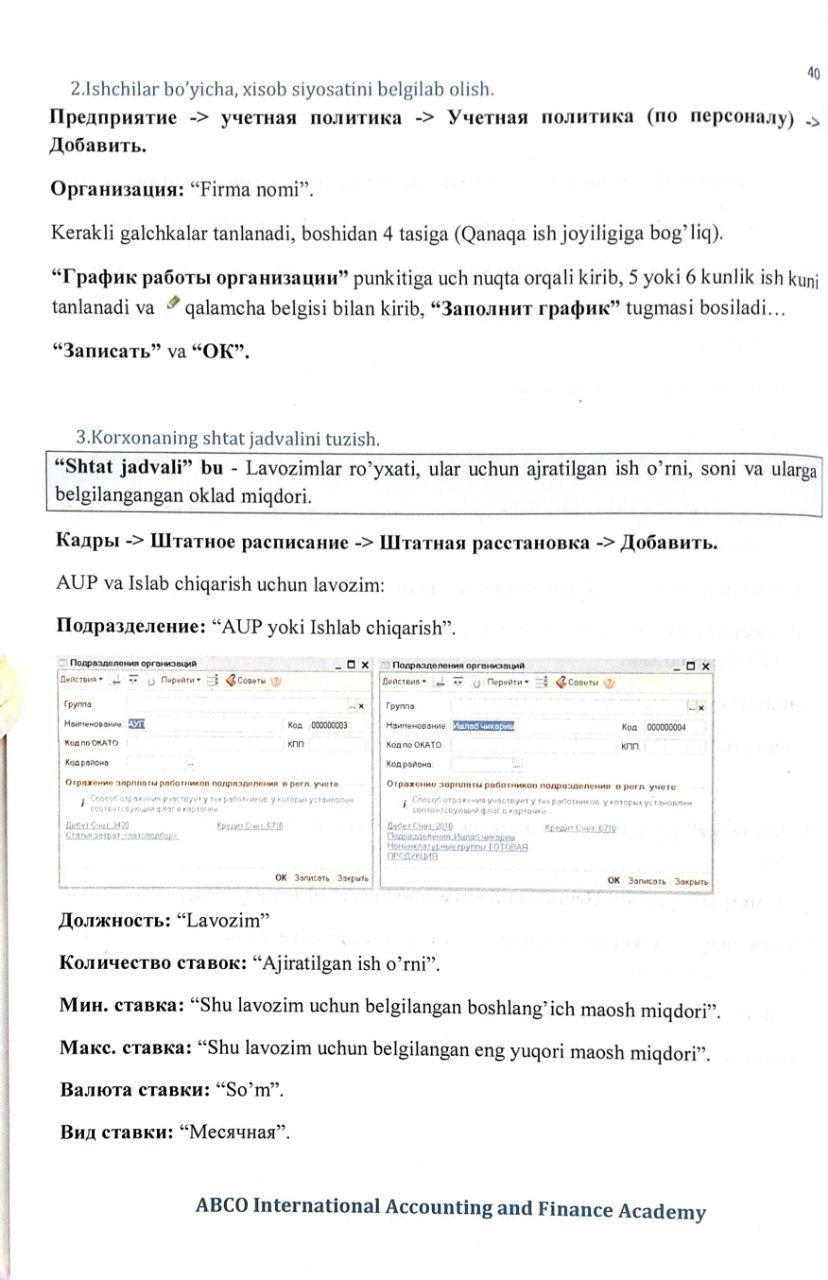 40
2.Ishchilar bo’yicha, xisob siyosatini belgilab olish.
Предприятие -> учетная политика -> Учетная политика (по персоналу) ->
Добавить.
Организация: “Firma nomi”.
Kerakli galchkalar tanlanadi, boshidan 4 tasiga (Qanaqa ish joyiligiga bog’liq).
“График работы организации” punkitiga uch nuqta orqali kirib, 5 yoki 6 kunlik ish kuni
tanlanadi va qalamcha belgisi bilan kirib, “Заполнит график” tugmasi bosiladi…
“Записать” va “OK”.
3.Korxonaning shtat jadvalini tuzish.
“Shtat jadvali” bu - Lavozimlar ro’yxati, ular uchun ajratilgan ish o’rni, soni va ularga
belgilangangan oklad miqdori.
Кадры -> Штатное расписание -> Штатная расстановка -> Добавить.
AUP va Islab chiqarish uchun lavozim:
Подразделение: “AUP yoki Ishlab chiqarish”.
Подразделения организаций
Действия Перейти Советы
Группа:
Наименование: АУП Код: 000000003
Код по ОКАТО: КПП:
Код района:
Отражение зарплаты работников подразделения в регл. учете
Способ отражения участвует у тех работников, у которых установлен
соответствующий флаг в карточке
Дебет Счет: 9420 Кредит Счет: 6710
Статьи затрат: <автоподбор>
OK Записать Закрыть
Подразделения организаций
Действия Перейти Советы
Группа:
Наименование: Ишлаб чикариш Код: 000000004
Код по ОКАТО: КПП:
Код района:
Отражение зарплаты работников подразделения в регл. учете
Способ отражения участвует у тех работников, у которых установлен
соответствующий флаг в карточке
Дебет Счет: 2010 Кредит Счет: 6710
Подразделения: Ишлаб чикариш
Номенклатурные группы: ГОТОВАЯ
ПРОДУКЦИЯ
OK Записать Закрыть
Должность: “Lavozim”
Количество ставок: “Ajiratilgan ish o’rni”.
Мин. ставка: “Shu lavozim uchun belgilangan boshlang’ich maosh miqdori”.
Макс. ставка: “Shu lavozim uchun belgilangan eng yuqori maosh miqdori”.
Валюта ставки: “So’m”.
Вид ставки: “Месячная”.
ABCO International Accounting and Finance Academy